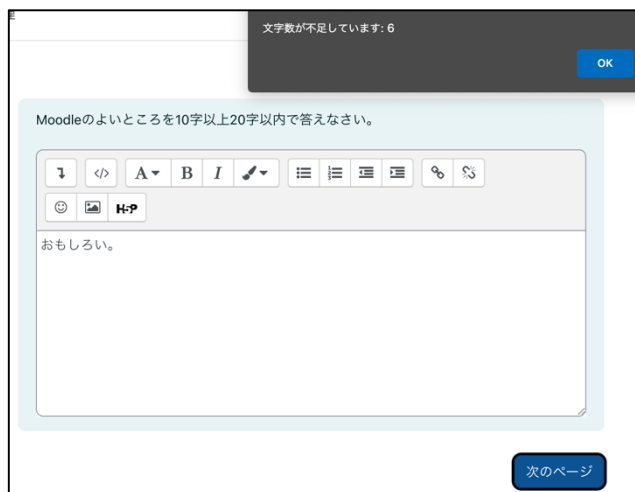 文字数が不足しています: 6
OK
Moodleのよいところを10字以上20字以内で答えなさい。
A B I
H5P
おもしろい。
次のページ